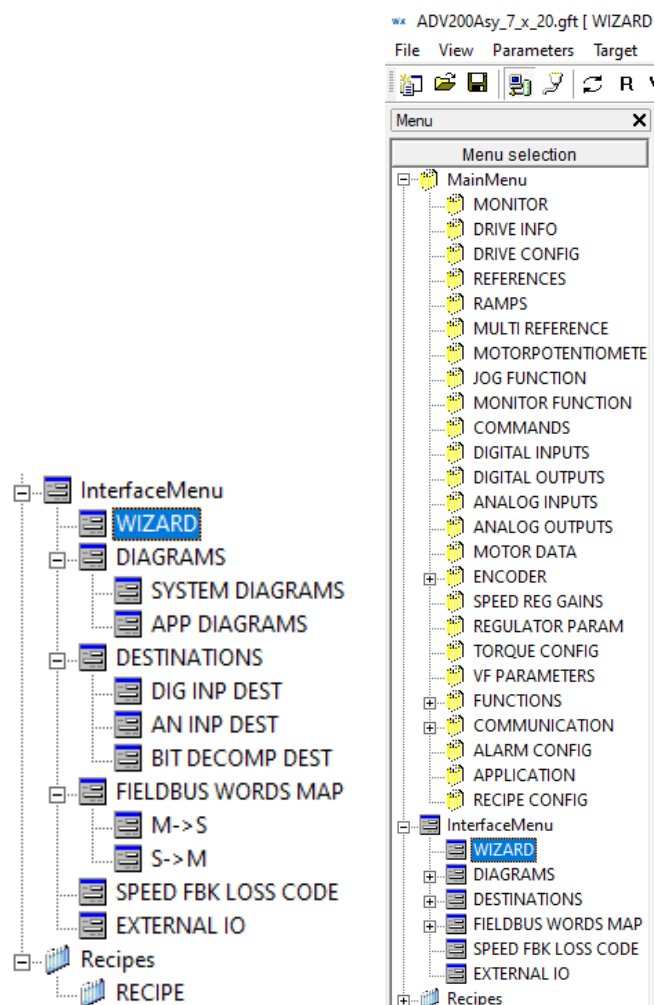 InterfaceMenu
WIZARD
DIAGRAMS
SYSTEM DIAGRAMS
APP DIAGRAMS
DESTINATIONS
DIG INP DEST
AN INP DEST
BIT DECOMP DEST
FIELDBUS WORDS MAP
M->S
S->M
SPEED FBK LOSS CODE
EXTERNAL IO
Recipes
RECIPE
ADV200Asy_7_x_20.gft [ WIZARD
File View Parameters Target
R
Menu
Menu selection
MainMenu
MONITOR
DRIVE INFO
DRIVE CONFIG
REFERENCES
RAMPS
MULTI REFERENCE
MOTORPOTENTIOMETE
JOG FUNCTION
MONITOR FUNCTION
COMMANDS
DIGITAL INPUTS
DIGITAL OUTPUTS
ANALOG INPUTS
ANALOG OUTPUTS
MOTOR DATA
ENCODER
SPEED REG GAINS
REGULATOR PARAM
TORQUE CONFIG
VF PARAMETERS
FUNCTIONS
COMMUNICATION
ALARM CONFIG
APPLICATION
RECIPE CONFIG
InterfaceMenu
WIZARD
DIAGRAMS
DESTINATIONS
FIELDBUS WORDS MAP
SPEED FBK LOSS CODE
EXTERNAL IO
Recipes